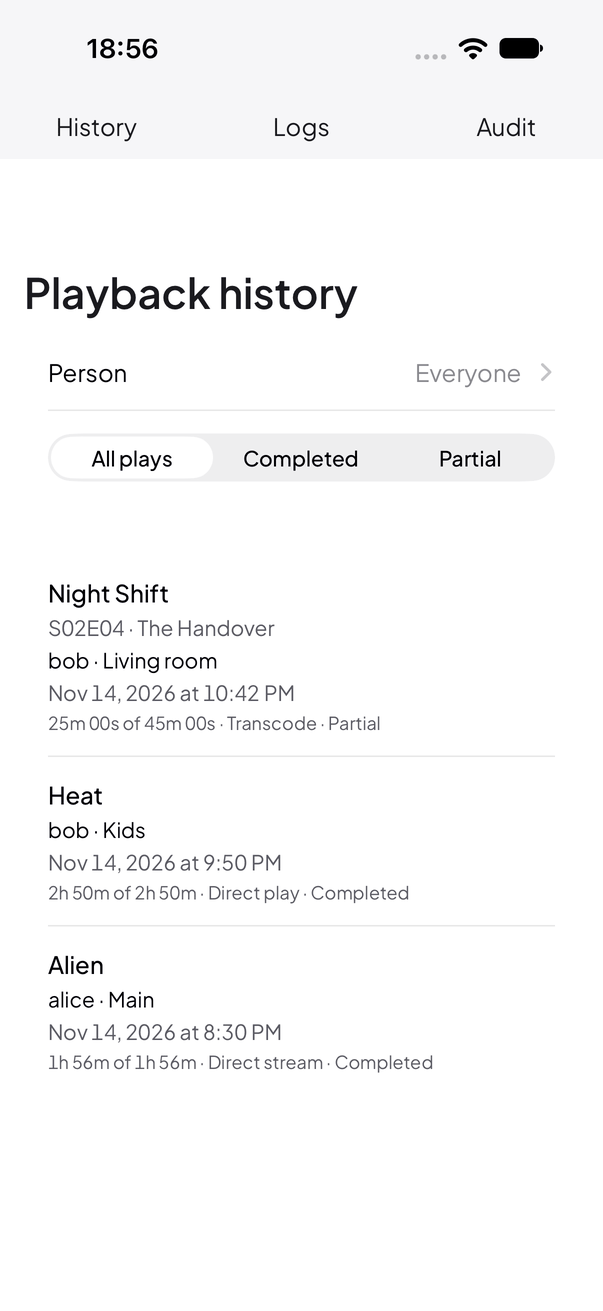 18:56
History Logs Audit
Playback history
Person Everyone
All plays Completed Partial
Night Shift
S02E04 · The Handover
bob · Living room
Nov 14, 2026 at 10:42 PM
25m 00s of 45m 00s · Transcode · Partial
Heat
bob · Kids
Nov 14, 2026 at 9:50 PM
2h 50m of 2h 50m · Direct play · Completed
Alien
alice · Main
Nov 14, 2026 at 8:30 PM
1h 56m of 1h 56m · Direct stream · Completed